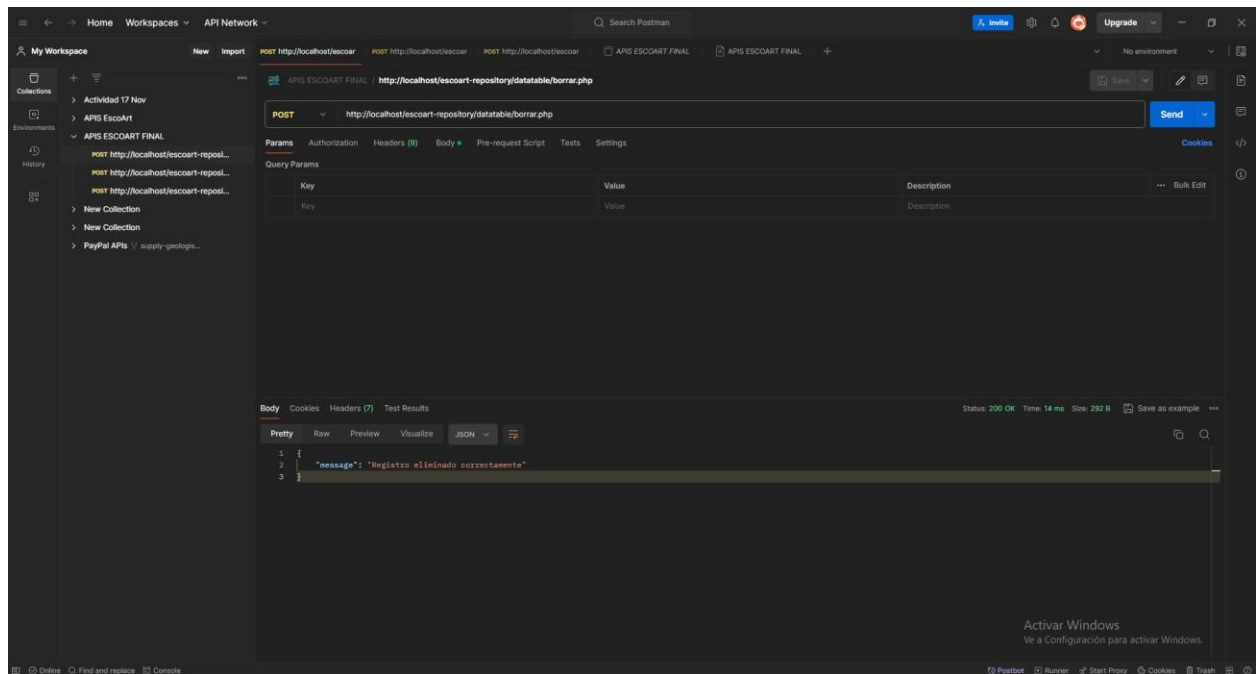 Home Workspaces API Network Search Postman Invite Upgrade
My Workspace New Import POST http://localhost/escoar POST http://localhost/escoar POST http://localhost/escoar APIS ESCOART FINAL APIS ESCOART FINAL No environment
Collections
Environments
History
Actividad 17 Nov
APIS EscoArt
APIS ESCOART FINAL
POST http://localhost/escoart-reposi...
POST http://localhost/escoart-reposi...
POST http://localhost/escoart-reposi...
New Collection
New Collection
PayPal APIs supply-geologis...
APIS ESCOART FINAL / http://localhost/escoart-repository/datatable/borrar.php Save
POST http://localhost/escoart-repository/datatable/borrar.php Send
Params Authorization Headers (9) Body Pre-request Script Tests Settings Cookies
Query Params
Key Value Description Bulk Edit
Key Value Description
Body Cookies Headers (7) Test Results Status: 200 OK Time: 14 ms Size: 292 B Save as example
Pretty Raw Preview Visualize JSON
1 {
2 "message": "Registro eliminado correctamente"
3 }
Activar Windows
Ve a Configuración para activar Windows.
Online Find and replace Console Postbot Runner Start Proxy Cookies Trash